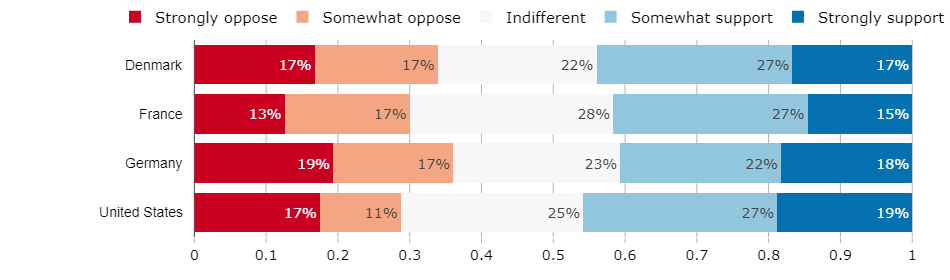 Strongly oppose Somewhat oppose Indifferent Somewhat support Strongly support
Denmark 17% 17% 22% 27% 17%
France 13% 17% 28% 27% 15%
Germany 19% 17% 23% 22% 18%
United States 17% 11% 25% 27% 19%
0 0.1 0.2 0.3 0.4 0.5 0.6 0.7 0.8 0.9 1